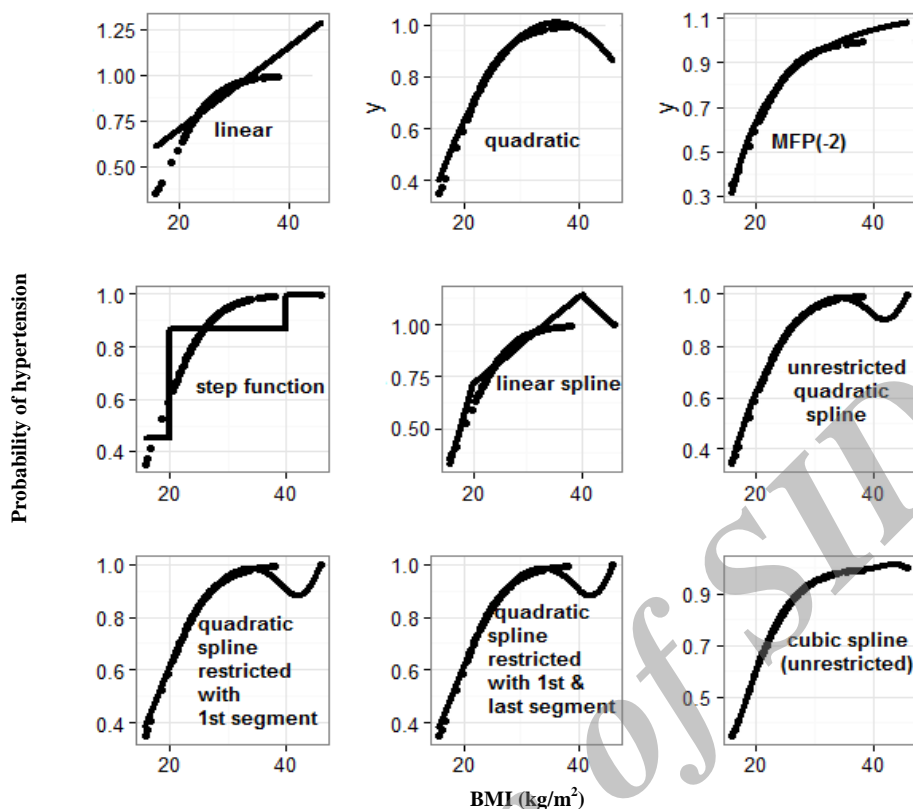 1.25
1.00
0.75
0.50
linear
20
40
y
1.0
0.8
0.6
0.4
quadratic
20
40
y
1.1
0.9
0.7
0.5
0.3
MFP(-2)
20
40
Probability of hypertension
1.0
0.8
0.6
0.4
step function
20
40
1.00
0.75
0.50
linear spline
20
40
1.0
0.8
0.6
0.4
unrestricted
quadratic
spline
20
40
1.0
0.8
0.6
0.4
quadratic
spline
restricted
with
1st segment
20
40
1.0
0.8
0.6
0.4
quadratic
spline
restricted
with 1st &
last segment
20
40
0.9
0.7
0.5
cubic spline
(unrestricted)
20
40
BMI (kg/m²)
of SID